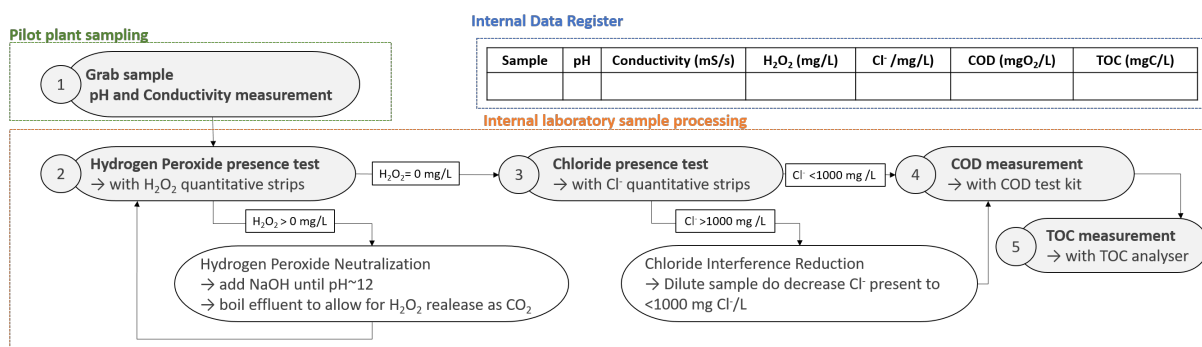 Pilot plant sampling
1
Grab sample
pH and Conductivity measurement
Internal Data Register
Sample pH Conductivity (mS/s) H₂O₂ (mg/L) Cl⁻ /mg/L) COD (mgO₂/L) TOC (mgC/L)
Internal laboratory sample processing
2
Hydrogen Peroxide presence test
→ with H₂O₂ quantitative strips
H₂O₂= 0 mg/L
3
Chloride presence test
→ with Cl⁻ quantitative strips
Cl⁻ <1000 mg /L
4
COD measurement
→ with COD test kit
H₂O₂ > 0 mg/L
Cl⁻ >1000 mg /L
5
TOC measurement
→ with TOC analyser
Hydrogen Peroxide Neutralization
→ add NaOH until pH~12
→ boil effluent to allow for H₂O₂ realease as CO₂
Chloride Interference Reduction
→ Dilute sample do decrease Cl⁻ present to
<1000 mg Cl⁻/L